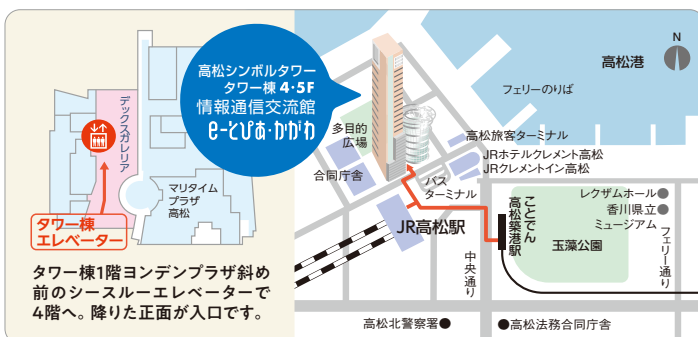 デックスガレリア
マリタイム
プラザ
高松
タワー棟
エレベーター
タワー棟1階ヨンデンプラザ斜め
前のシースルーエレベーターで
4階へ。降りた正面が入口です。
高松シンボルタワー
タワー棟 4・5F
情報通信交流館
e-とぴあ・かがわ
多目的
広場
合同庁舎
バス
ターミナル
JR高松駅
高松港
N
フェリーのりば
高松旅客ターミナル
JRホテルクレメント高松
JRクレメントイン高松
レクザムホール
香川県立
ミュージアム
ことでん
高松築港駅
玉藻公園
フェリー通り
中央通り
高松北警察署
高松法務合同庁舎